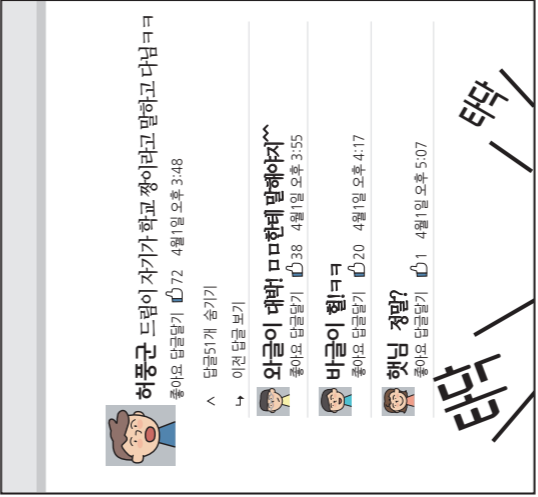 허풍군 드림이 자기가 학교 짱이라고 말하고 다님ㅋㅋ
좋아요 답글달기 72 4월1일 오후 3:48
^ 답글51개 숨기기
↳ 이전 답글 보기
와글이 대박! ㅁㅁ한테 말해야지^^
좋아요 답글달기 38 4월1일 오후 3:55
바글이 헐!ㅋㅋ
좋아요 답글달기 20 4월1일 오후 4:17
햇님 정말?
좋아요 답글달기 1 4월1일 오후 5:07
타닥
타닥